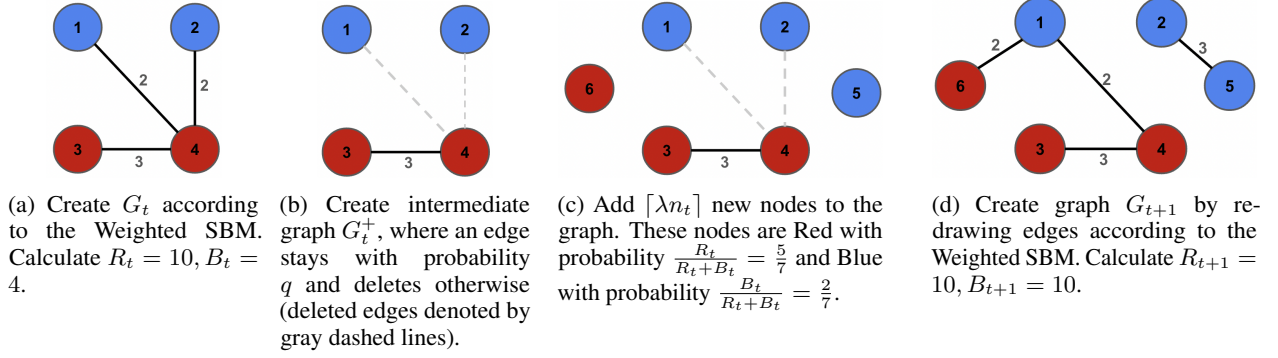 1
2
2
2
3
4
3
(a) Create G_t according
to the Weighted SBM.
Calculate R_t = 10, B_t =
4.
1
2
3
4
3
(b) Create intermediate
graph G_t^+, where an edge
stays with probability
q and deletes otherwise
(deleted edges denoted by
gray dashed lines).
1
2
6
5
3
4
3
(c) Add ⌈λn_t⌉ new nodes to the
graph. These nodes are Red with
probability R_t/(R_t+B_t) = 5/7 and Blue
with probability B_t/(R_t+B_t) = 2/7.
1
2
2
3
6
2
5
3
4
3
(d) Create graph G_{t+1} by re-
drawing edges according to the
Weighted SBM. Calculate R_{t+1} =
10, B_{t+1} = 10.